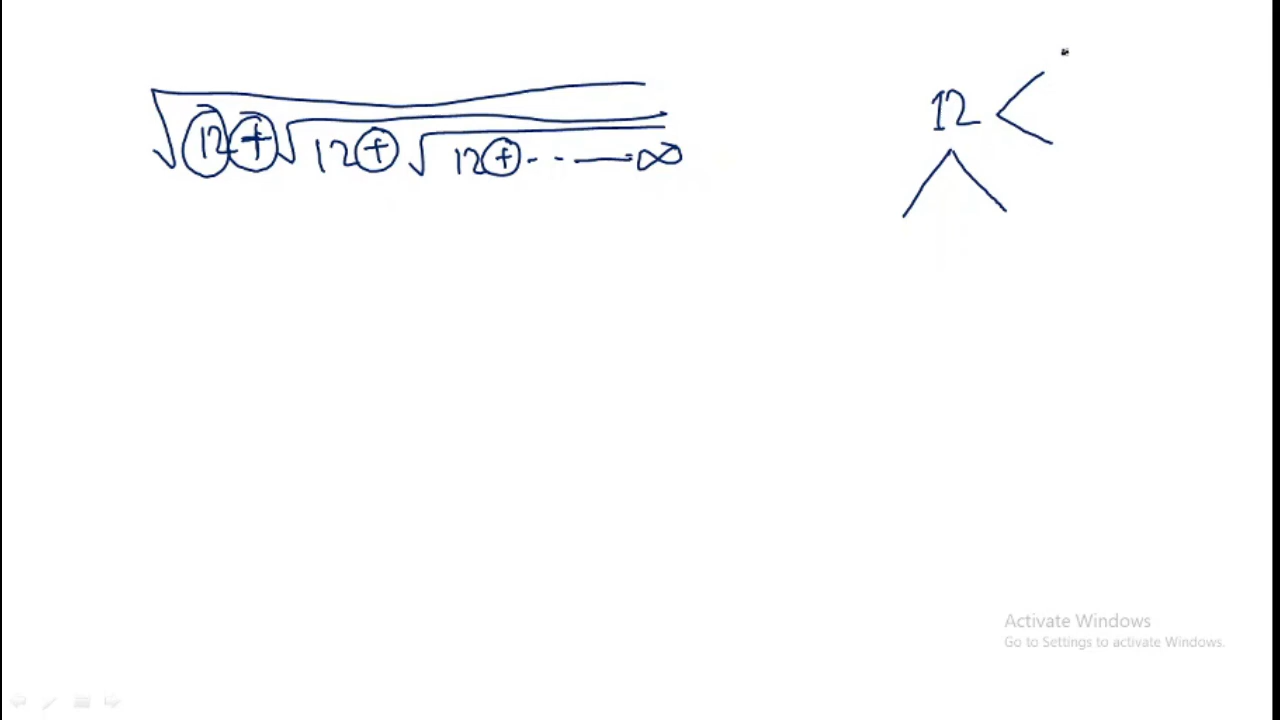 √12+√12+√12+-----∞
12
Activate Windows
Go to Settings to activate Windows.